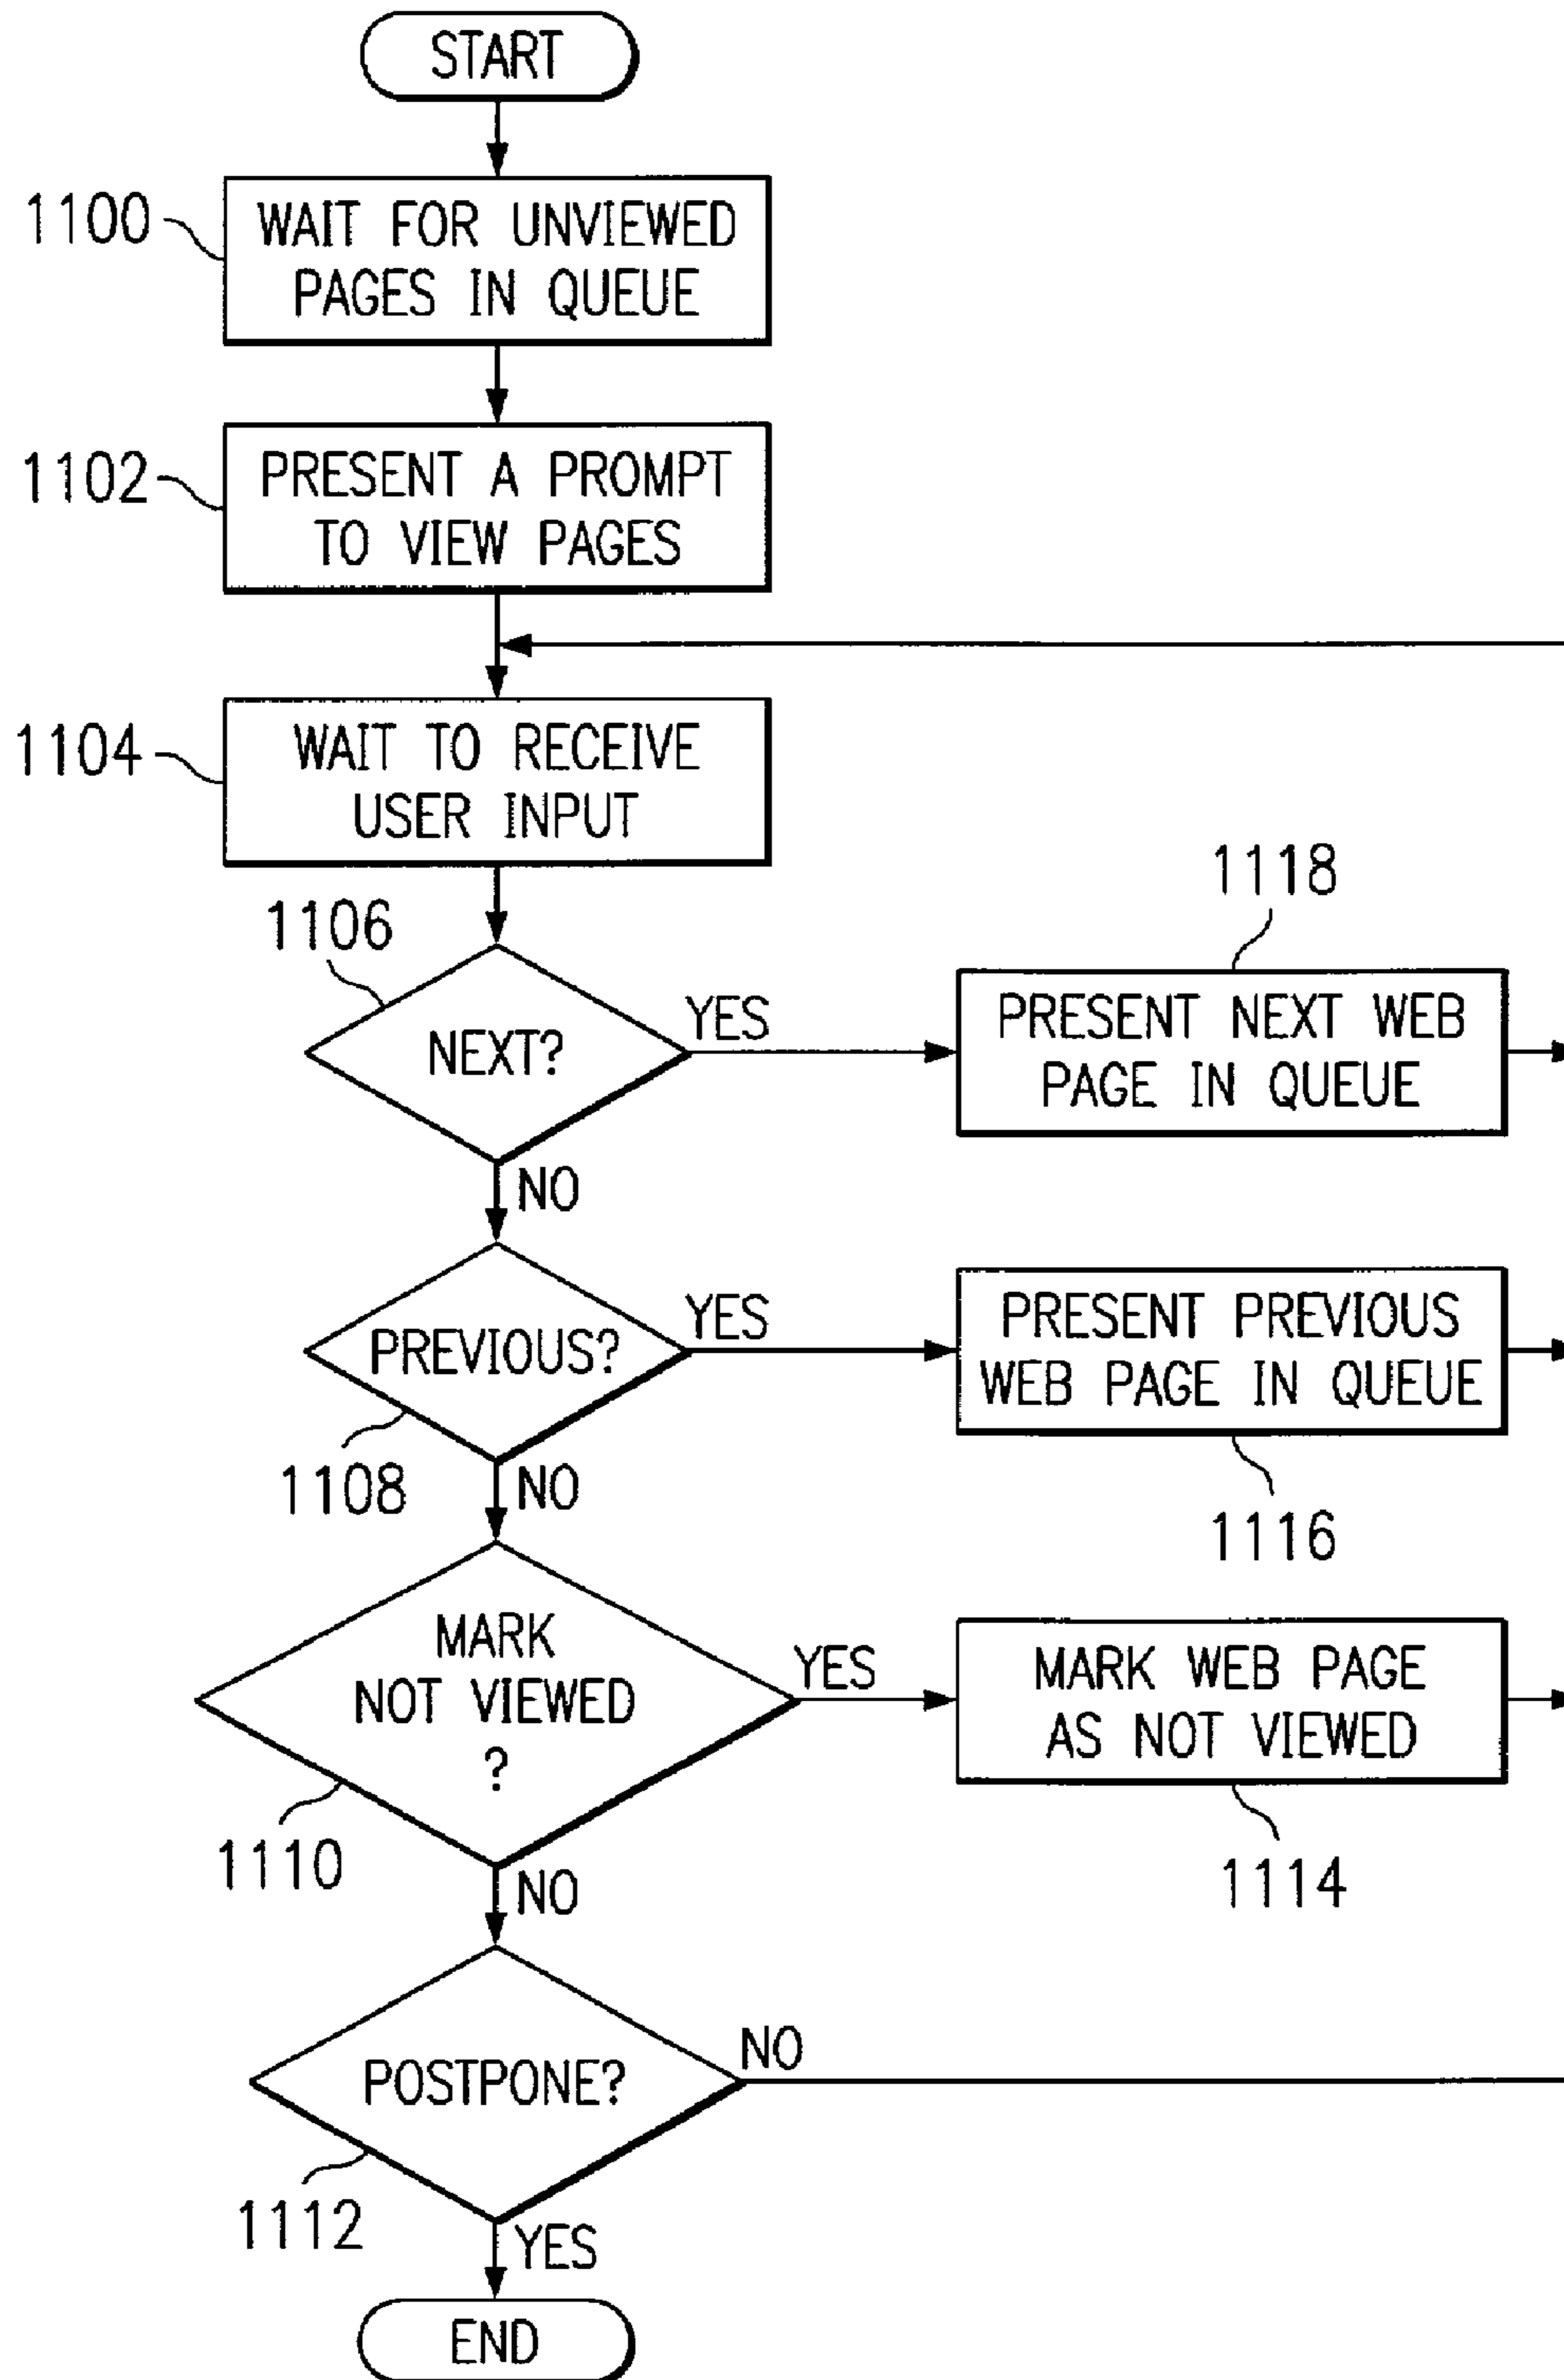 START
1100
WAIT FOR UNVIEWED
PAGES IN QUEUE
1102
PRESENT A PROMPT
TO VIEW PAGES
1104
WAIT TO RECEIVE
USER INPUT
1106
NEXT?
YES
1118
PRESENT NEXT WEB
PAGE IN QUEUE
NO
PREVIOUS?
YES
PRESENT PREVIOUS
WEB PAGE IN QUEUE
1108
NO
1116
MARK
NOT VIEWED
?
YES
MARK WEB PAGE
AS NOT VIEWED
1110
NO
1114
POSTPONE?
NO
1112
YES
END